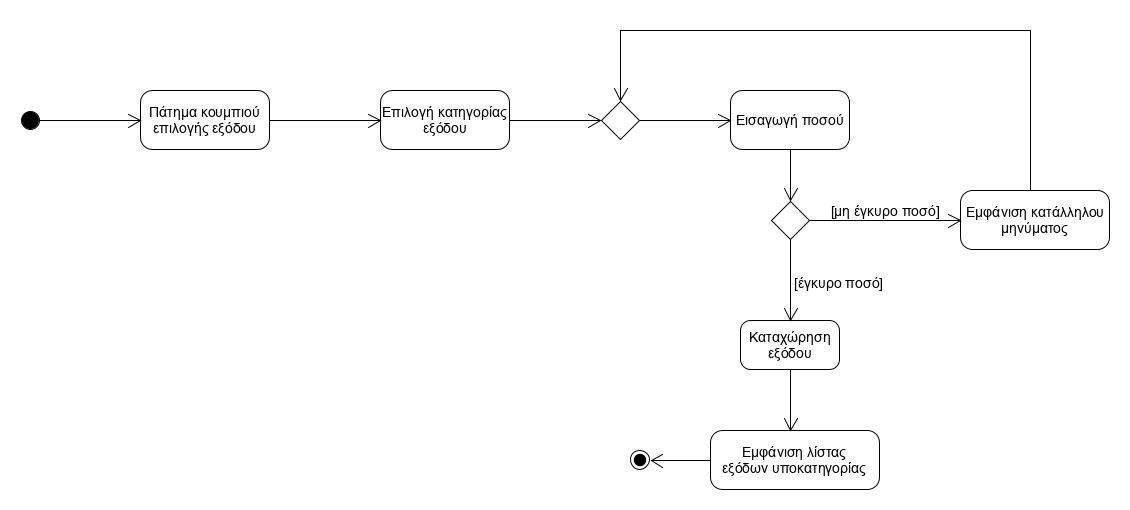 Πάτημα κουμπιού
επιλογής εξόδου
Επιλογή κατηγορίας
εξόδου
Εισαγωγή ποσού
[μη έγκυρο ποσό]
Εμφάνιση κατάλληλου
μηνύματος
[έγκυρο ποσό]
Καταχώρηση
εξόδου
Εμφάνιση λίστας
εξόδων υποκατηγορίας